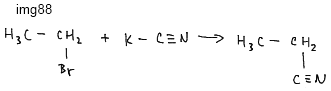 img88
H₃C – CH₂ + K – C≡N ⟶ H₃C – CH₂
|                |
Br               C≡N